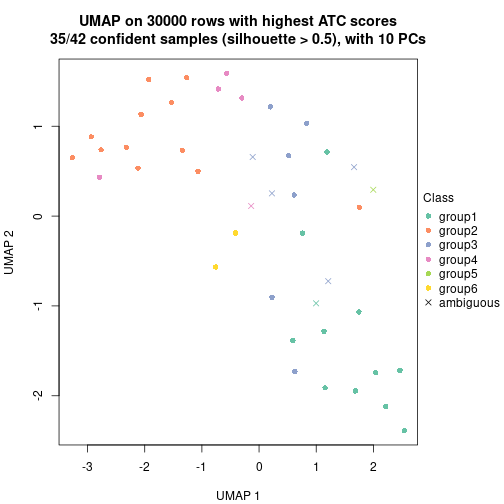 UMAP on 30000 rows with highest ATC scores
35/42 confident samples (silhouette > 0.5), with 10 PCs
UMAP 2
1
0
-1
-2
-3
-2
-1
0
1
2
UMAP 1
Class
group1
group2
group3
group4
group5
group6
ambiguous